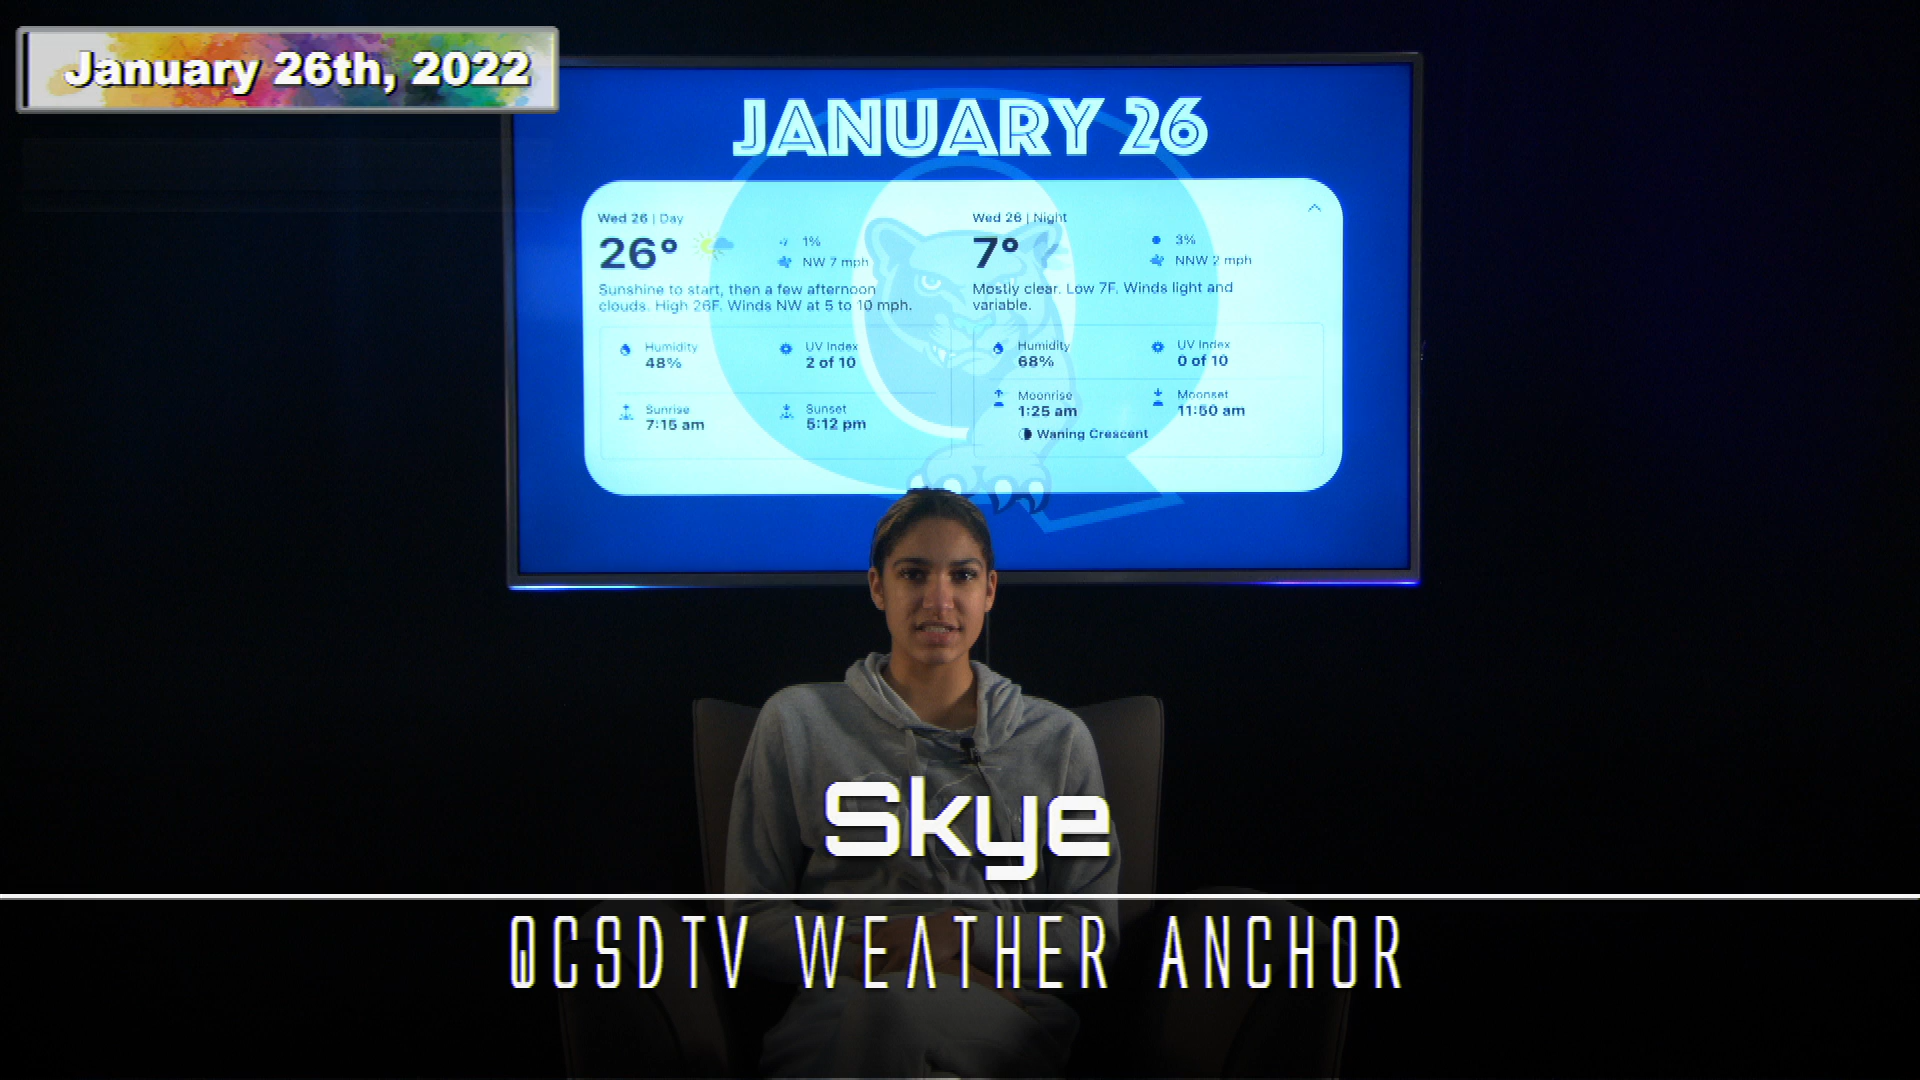 January 26th, 2022
JANUARY 26
Wed 26 | Day
26°
1%
NW 7 mph
Sunshine to start, then a few afternoon
clouds. High 26F. Winds NW at 5 to 10 mph.
Humidity
48%
UV Index
2 of 10
Sunrise
7:15 am
Sunset
5:12 pm
Wed 26 | Night
7°
3%
NNW 2 mph
Mostly clear. Low 7F. Winds light and
variable.
Humidity
68%
UV Index
0 of 10
Moonrise
1:25 am
Moonset
11:50 am
Waning Crescent
Skye
QCSDTV WEATHER ANCHOR